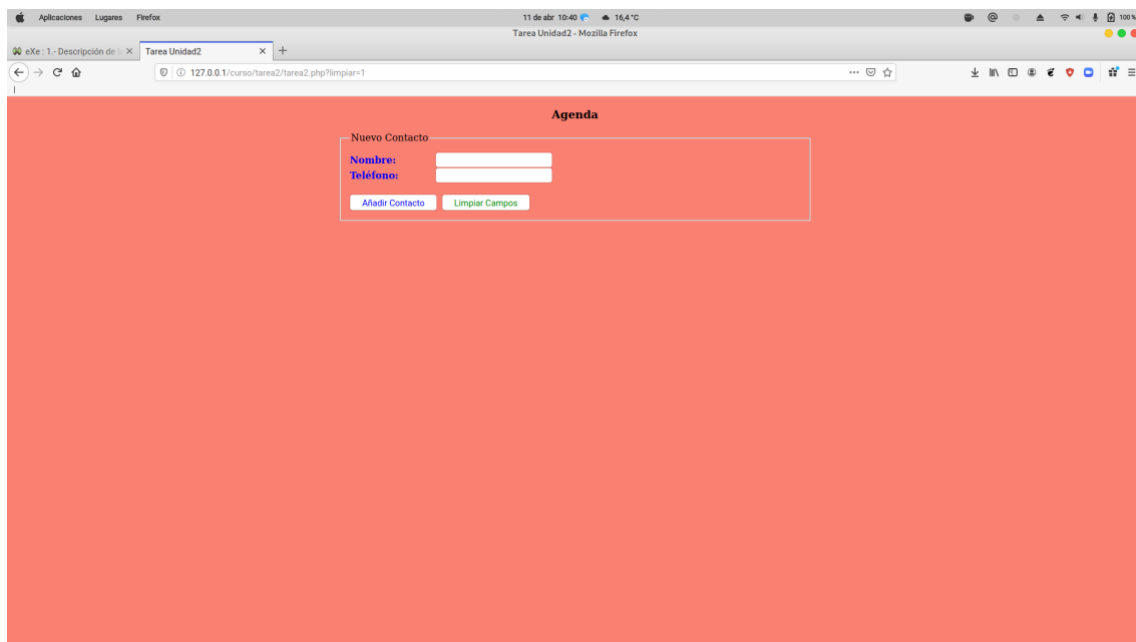 Aplicaciones Lugares Firefox 11 de abr 10:40 16,4 °C 100%
Tarea Unidad2 - Mozilla Firefox
eXe : 1.- Descripción de Tarea Unidad2
127.0.0.1/curso/tarea2/tarea2.php?limpiar=1
Agenda
Nuevo Contacto
Nombre:
Teléfono:
Añadir Contacto Limpiar Campos